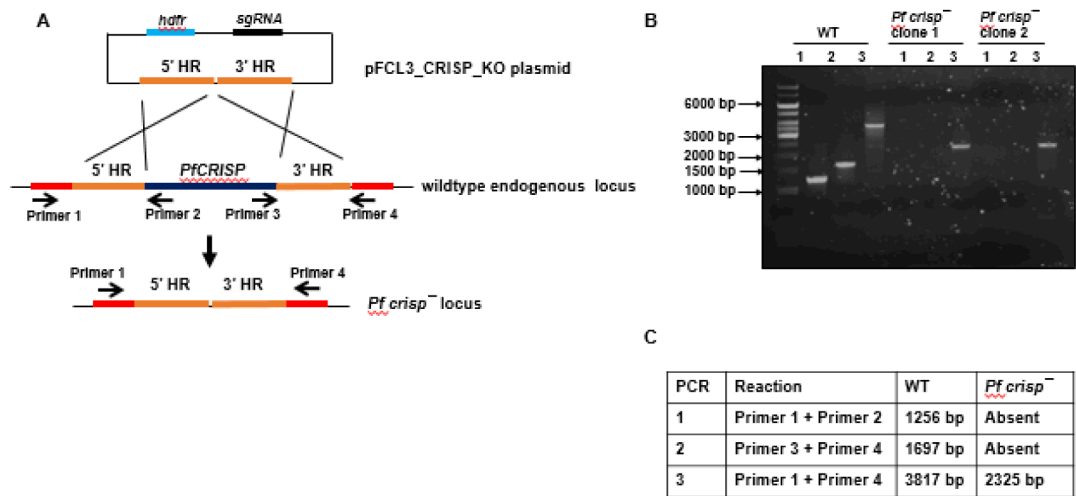 A
hdfr
sgRNA
5' HR
3' HR
pFCL3_CRISP_KO plasmid
5' HR
PfCRISP
3' HR
wildtype endogenous locus
Primer 1
Primer 2
Primer 3
Primer 4
Primer 1
5' HR
3' HR
Primer 4
Pf crisp⁻ locus
B
WT
Pf crisp⁻
clone 1
Pf crisp⁻
clone 2
1 2 3 1 2 3 1 2 3
6000 bp
3000 bp
2000 bp
1500 bp
1000 bp
C
PCR Reaction WT Pf crisp⁻
1 Primer 1 + Primer 2 1256 bp Absent
2 Primer 3 + Primer 4 1697 bp Absent
3 Primer 1 + Primer 4 3817 bp 2325 bp